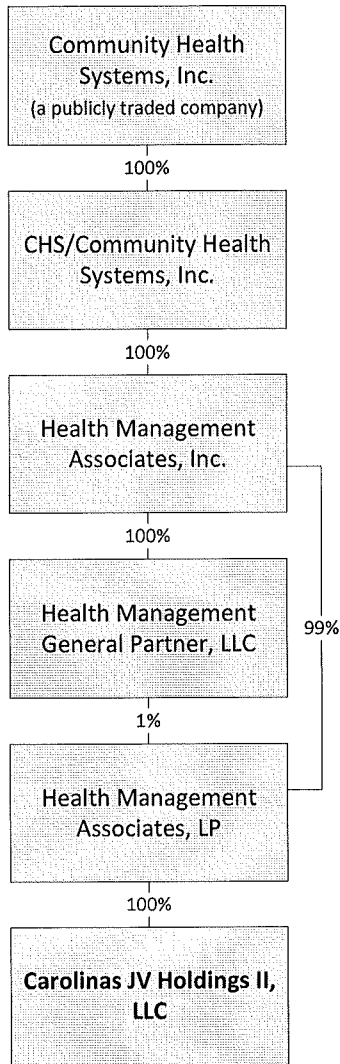 Community Health
Systems, Inc.
(a publicly traded company)
100%
CHS/Community Health
Systems, Inc.
100%
Health Management
Associates, Inc.
100%
Health Management
General Partner, LLC
99%
1%
Health Management
Associates, LP
100%
Carolinas JV Holdings II,
LLC